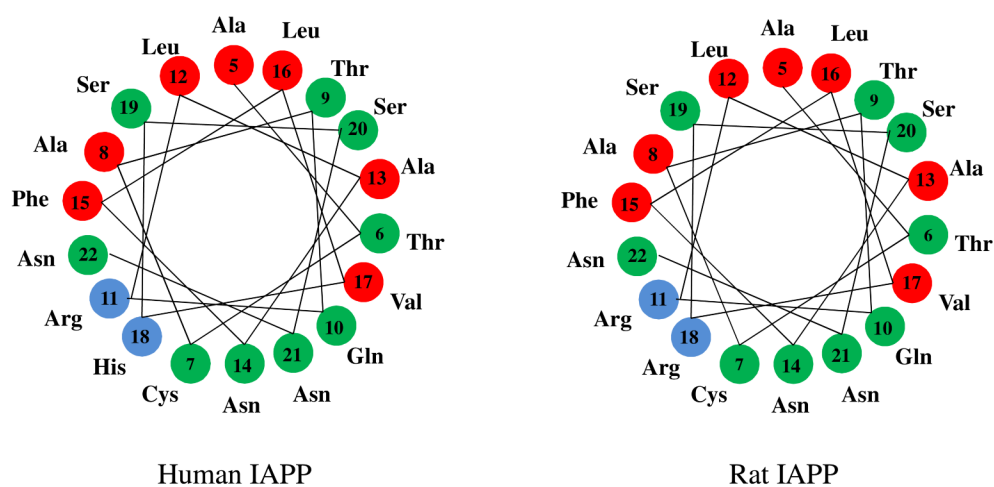 Ala
Leu
Leu
5
16
12
Thr
Ser
9
Ser
19
20
Ala
8
Ala
13
Phe
15
6
Thr
22
Asn
17
Val
11
Arg
10
Gln
18
His
21
7
14
Cys
Asn
Asn
Human IAPP
Ala
Leu
Leu
5
16
12
Thr
Ser
9
Ser
19
20
Ala
8
Ala
13
Phe
15
6
Thr
22
Asn
17
Val
11
Arg
10
Gln
18
Arg
21
7
14
Cys
Asn
Asn
Rat IAPP